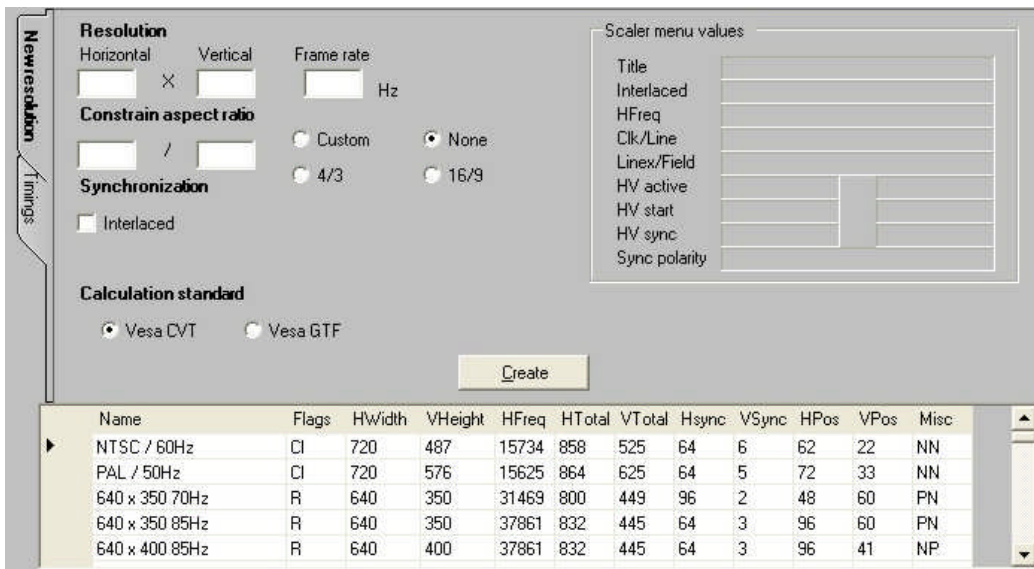 New resolution
Timings
Resolution
Horizontal Vertical Frame rate
X Hz
Constrain aspect ratio
/ Custom None
4/3 16/9
Synchronization
Interlaced
Calculation standard
Vesa CVT Vesa GTF
Scaler menu values
Title
Interlaced
HFreq
Clk/Line
Linex/Field
HV active
HV start
HV sync
Sync polarity
Create
Name Flags HWidth VHeight HFreq HTotal VTotal Hsync VSync HPos VPos Misc
NTSC / 60Hz CI 720 487 15734 858 525 64 6 62 22 NN
PAL / 50Hz CI 720 576 15625 864 625 64 5 72 33 NN
640 x 350 70Hz R 640 350 31469 800 449 96 2 48 60 PN
640 x 350 85Hz R 640 350 37861 832 445 64 3 96 60 PN
640 x 400 85Hz R 640 400 37861 832 445 64 3 96 41 NP